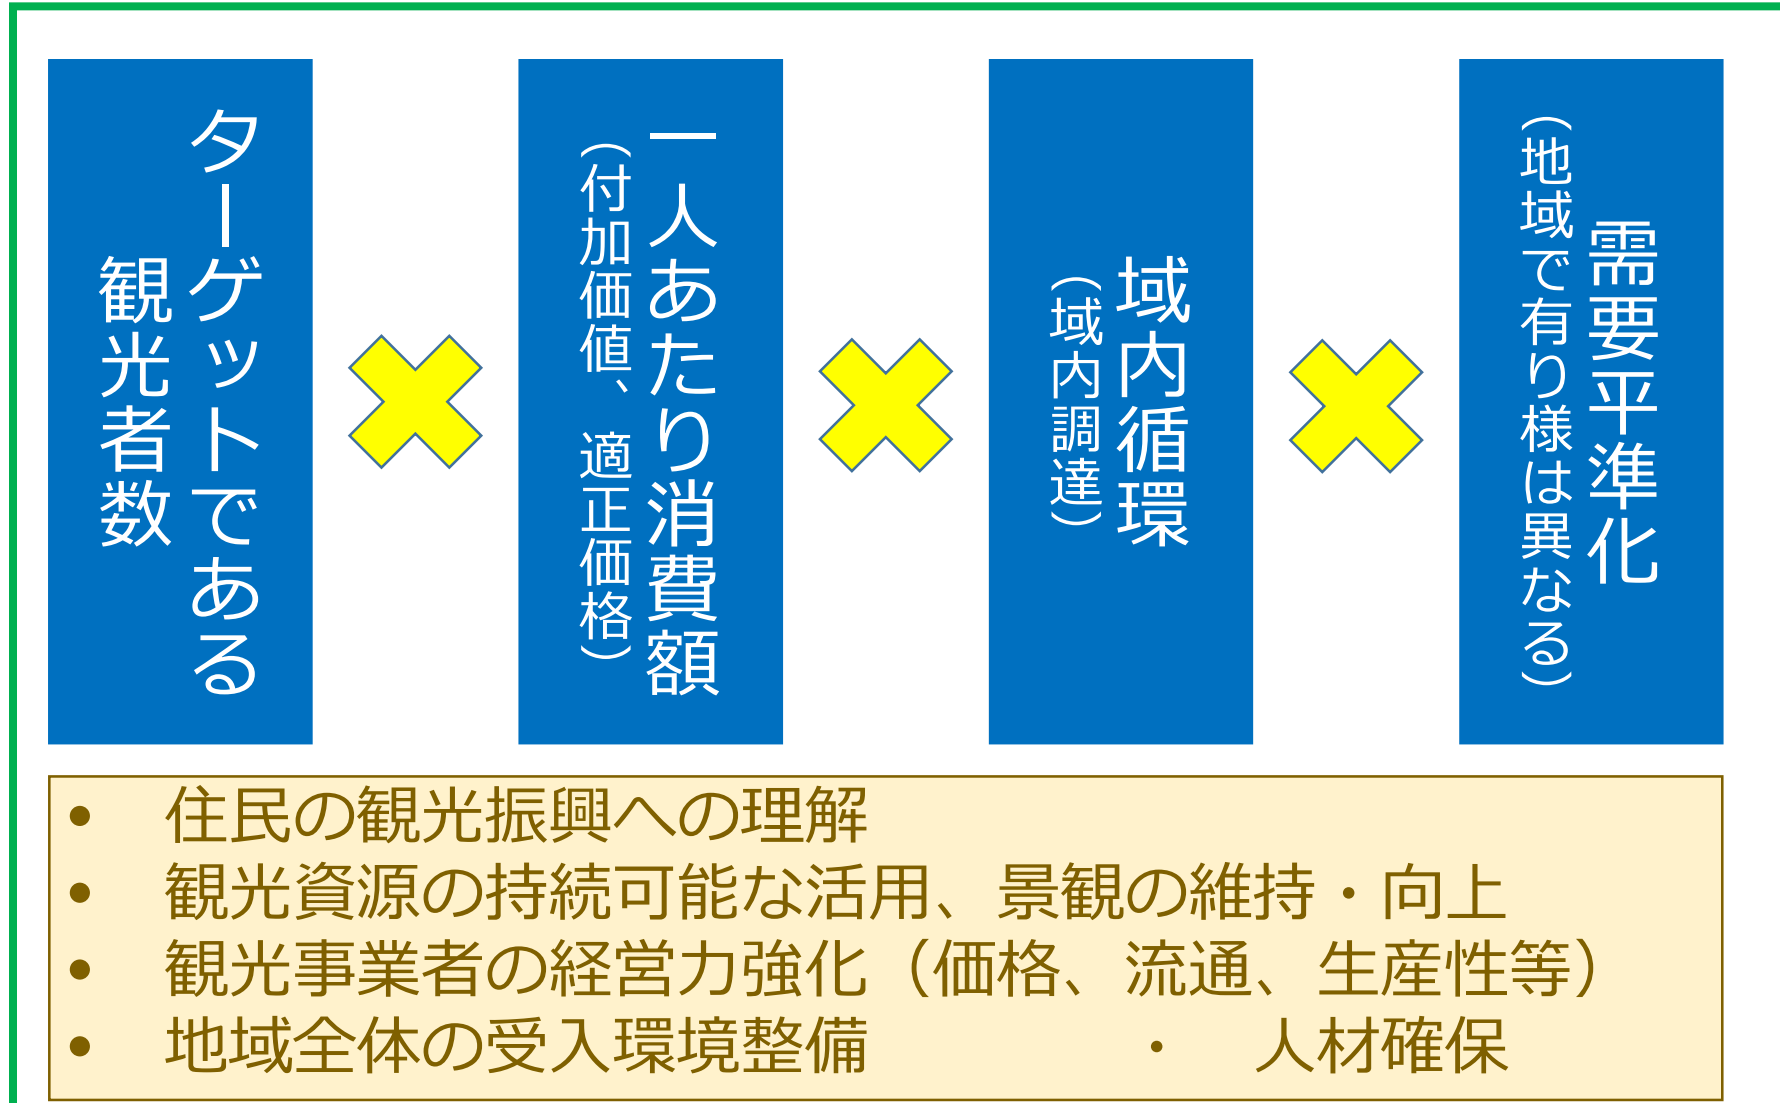 ターゲットである
観光者数
一人あたり消費額
（付加価値、適正価格）
域内循環
（域内調達）
需要平準化
（地域で有り様は異なる）
• 住民の観光振興への理解
• 観光資源の持続可能な活用、景観の維持・向上
• 観光事業者の経営力強化（価格、流通、生産性等）
• 地域全体の受入環境整備　　　　・　人材確保